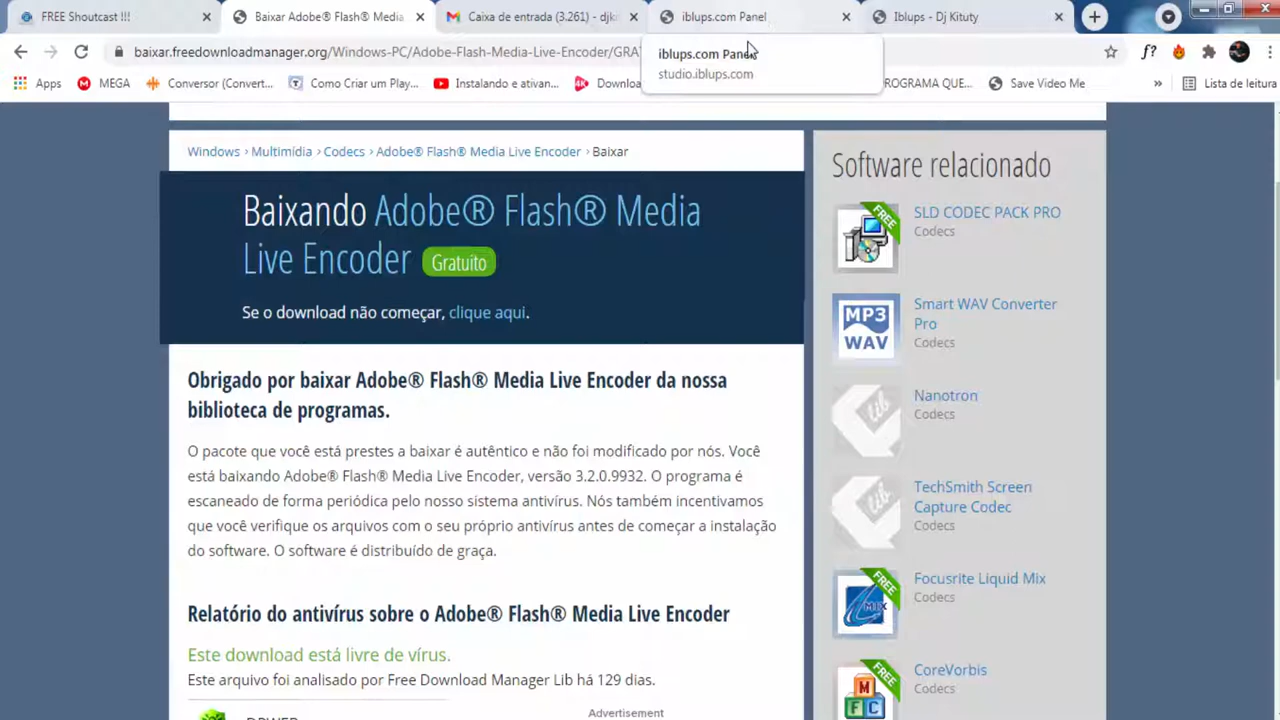 FREE Shoutcast !!!
Baixar Adobe® Flash® Media
Caixa de entrada (3.261) - djk
iblups.com Panel
Iblups - Dj Kituty
baixar.freedownloadmanager.org/Windows-PC/Adobe-Flash-Media-Live-Encoder/GRA
iblups.com Panel
studio.iblups.com
f?
Apps
MEGA
Conversor (Convert...
Como Criar um Play...
Instalando e ativan...
Downloa
ROGRAMA QUE...
Save Video Me
»
Lista de leitura
Windows › Multimídia › Codecs › Adobe® Flash® Media Live Encoder › Baixar
Baixando Adobe® Flash® Media
Live Encoder Gratuito
Se o download não começar, clique aqui.
Obrigado por baixar Adobe® Flash® Media Live Encoder da nossa
biblioteca de programas.
O pacote que você está prestes a baixar é autêntico e não foi modificado por nós. Você
está baixando Adobe® Flash® Media Live Encoder, versão 3.2.0.9932. O programa é
escaneado de forma periódica pelo nosso sistema antivírus. Nós também incentivamos
que você verifique os arquivos com o seu próprio antivírus antes de começar a instalação
do software. O software é distribuído de graça.
Relatório do antivírus sobre o Adobe® Flash® Media Live Encoder
Este download está livre de vírus.
Este arquivo foi analisado por Free Download Manager Lib há 129 dias.
DRWEB
Advertisement
Software relacionado
FREE
SLD CODEC PACK PRO
Codecs
MP3
WAV
Smart WAV Converter
Pro
Codecs
lib
Nanotron
Codecs
lib
TechSmith Screen
Capture Codec
Codecs
FREE
MIX
Focusrite Liquid Mix
Codecs
FREE
M
F C
CoreVorbis
Codecs